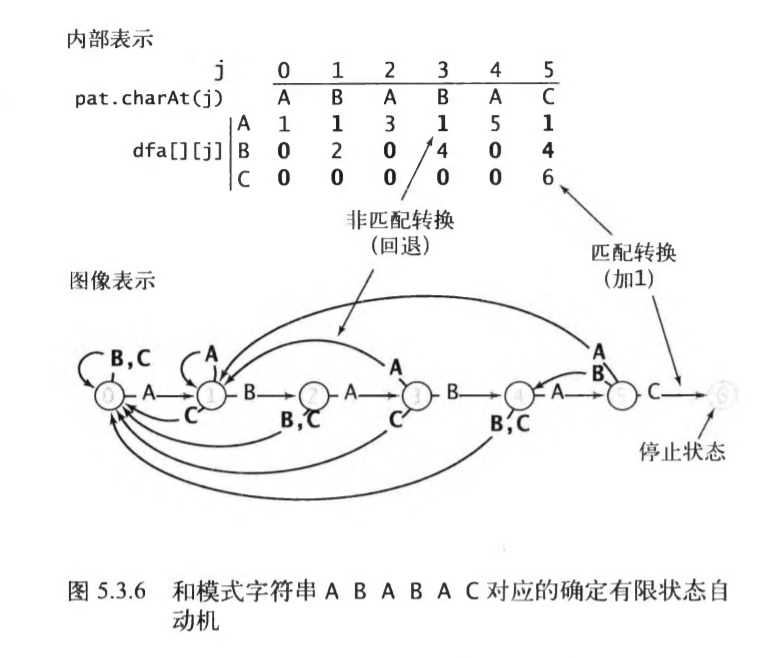 内部表示
j 0 1 2 3 4 5
pat.charAt(j) A B A B A C
A 1 1 3 1 5 1
dfa[][j] B 0 2 0 4 0 4
C 0 0 0 0 0 6
非匹配转换
(回退)
匹配转换
(加1)
图像表示
A
B,C A A B
0 A 1 B 2 A 3 B 4 A 5 C 6
C B,C C B,C
停止状态
图 5.3.6 和模式字符串 A B A B A C 对应的确定有限状态自
动机